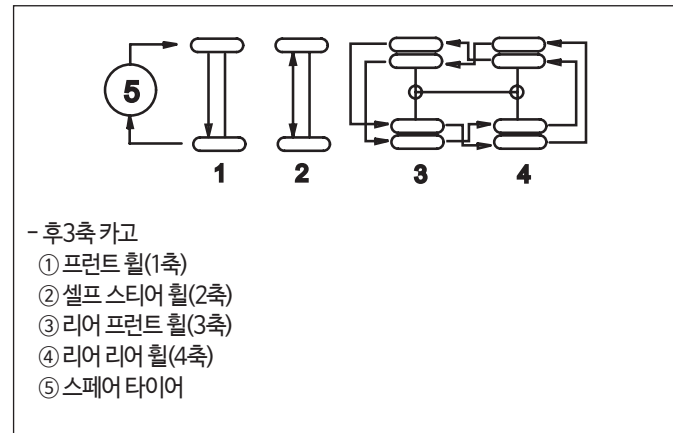 5
1 2 3 4
- 후3축 카고
① 프런트 휠(1축)
② 셀프 스티어 휠(2축)
③ 리어 프런트 휠(3축)
④ 리어 리어 휠(4축)
⑤ 스페어 타이어